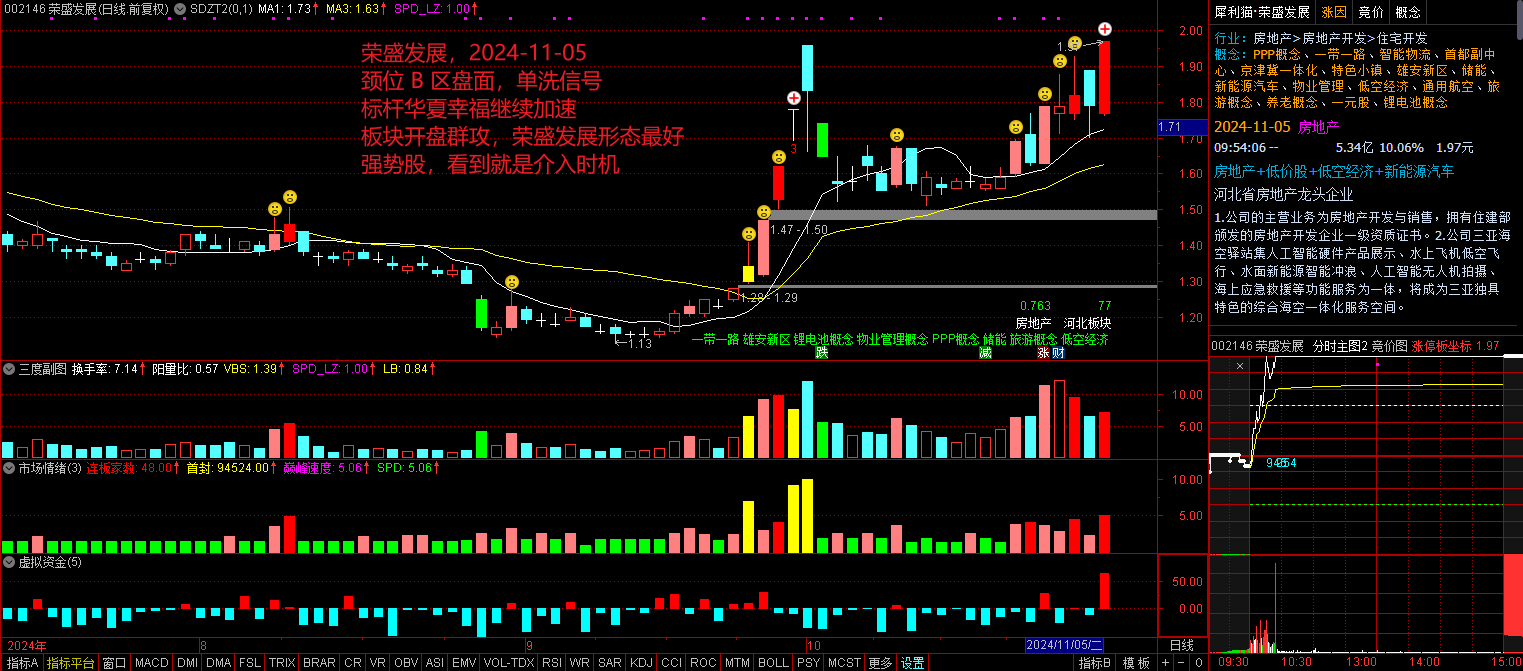 002146 荣盛发展(日线.前复权) SDZT2(0,1) MA1: 1.73↑ MA3: 1.63↑ SPD_LZ: 1.00↑
荣盛发展，2024-11-05
颈位 B 区盘面，单洗信号
标杆华夏幸福继续加速
板块开盘群攻，荣盛发展形态最好
强势股，看到就是介入时机
2.00
1.90
1.80
1.71
1.70
1.60
1.50
1.40
1.30
1.20
3
1.47 - 1.50
1.28 - 1.29
←1.13
0.763 77
房地产 河北板块
一带一路 雄安新区 锂电池概念 物业管理概念 PPP概念 储能 旅游概念 低空经济
跌 减 涨 财
三度副图 换手率: 7.14↑ 阳量比: 0.57 VBS: 1.39↑ SPD_LZ: 1.00↑ LB: 0.84↑
10.00
5.00
市场情绪(3) 连板家数: 48.00↑ 首封: 94524.00↑ 巅峰速度: 5.06↑ SPD: 5.06↑
10.00
5.00
虚拟资金(5)
50.00
0.00
2024年 8 9 10 2024/11/05/二 日线
指标A 指标平台 窗口 MACD DMI DMA FSL TRIX BRAR CR VR OBV ASI EMV VOL-TDX RSI WR SAR KDJ CCI ROC MTM BOLL PSY MCST 更多 设置 指标B 模 板 + - O
犀利猫·荣盛发展 涨因 竞价 概念
行业: 房地产>房地产开发>住宅开发
概念: PPP概念、一带一路、智能物流、首都副中
心、京津冀一体化、特色小镇、雄安新区、储能、
新能源汽车、物业管理、低空经济、通用航空、旅
游概念、养老概念、一元股、锂电池概念
2024-11-05 房地产
09:54:06 -- 5.34亿 10.06% 1.97元
房地产+低价股+低空经济+新能源汽车
河北省房地产龙头企业
1.公司的主营业务为房地产开发与销售，拥有住建部
颁发的房地产开发企业一级资质证书。2.公司三亚海
空驿站集人工智能硬件产品展示、水上飞机低空飞
行、水面新能源智能冲浪、人工智能无人机拍摄、
海上应急救援等功能服务为一体，将成为三亚独具
特色的综合海空一体化服务空间。
002146 荣盛发展 分时主图2 竞价图 涨停板坐标 1.97
09:30 10:30 13:00 14:00 15:00